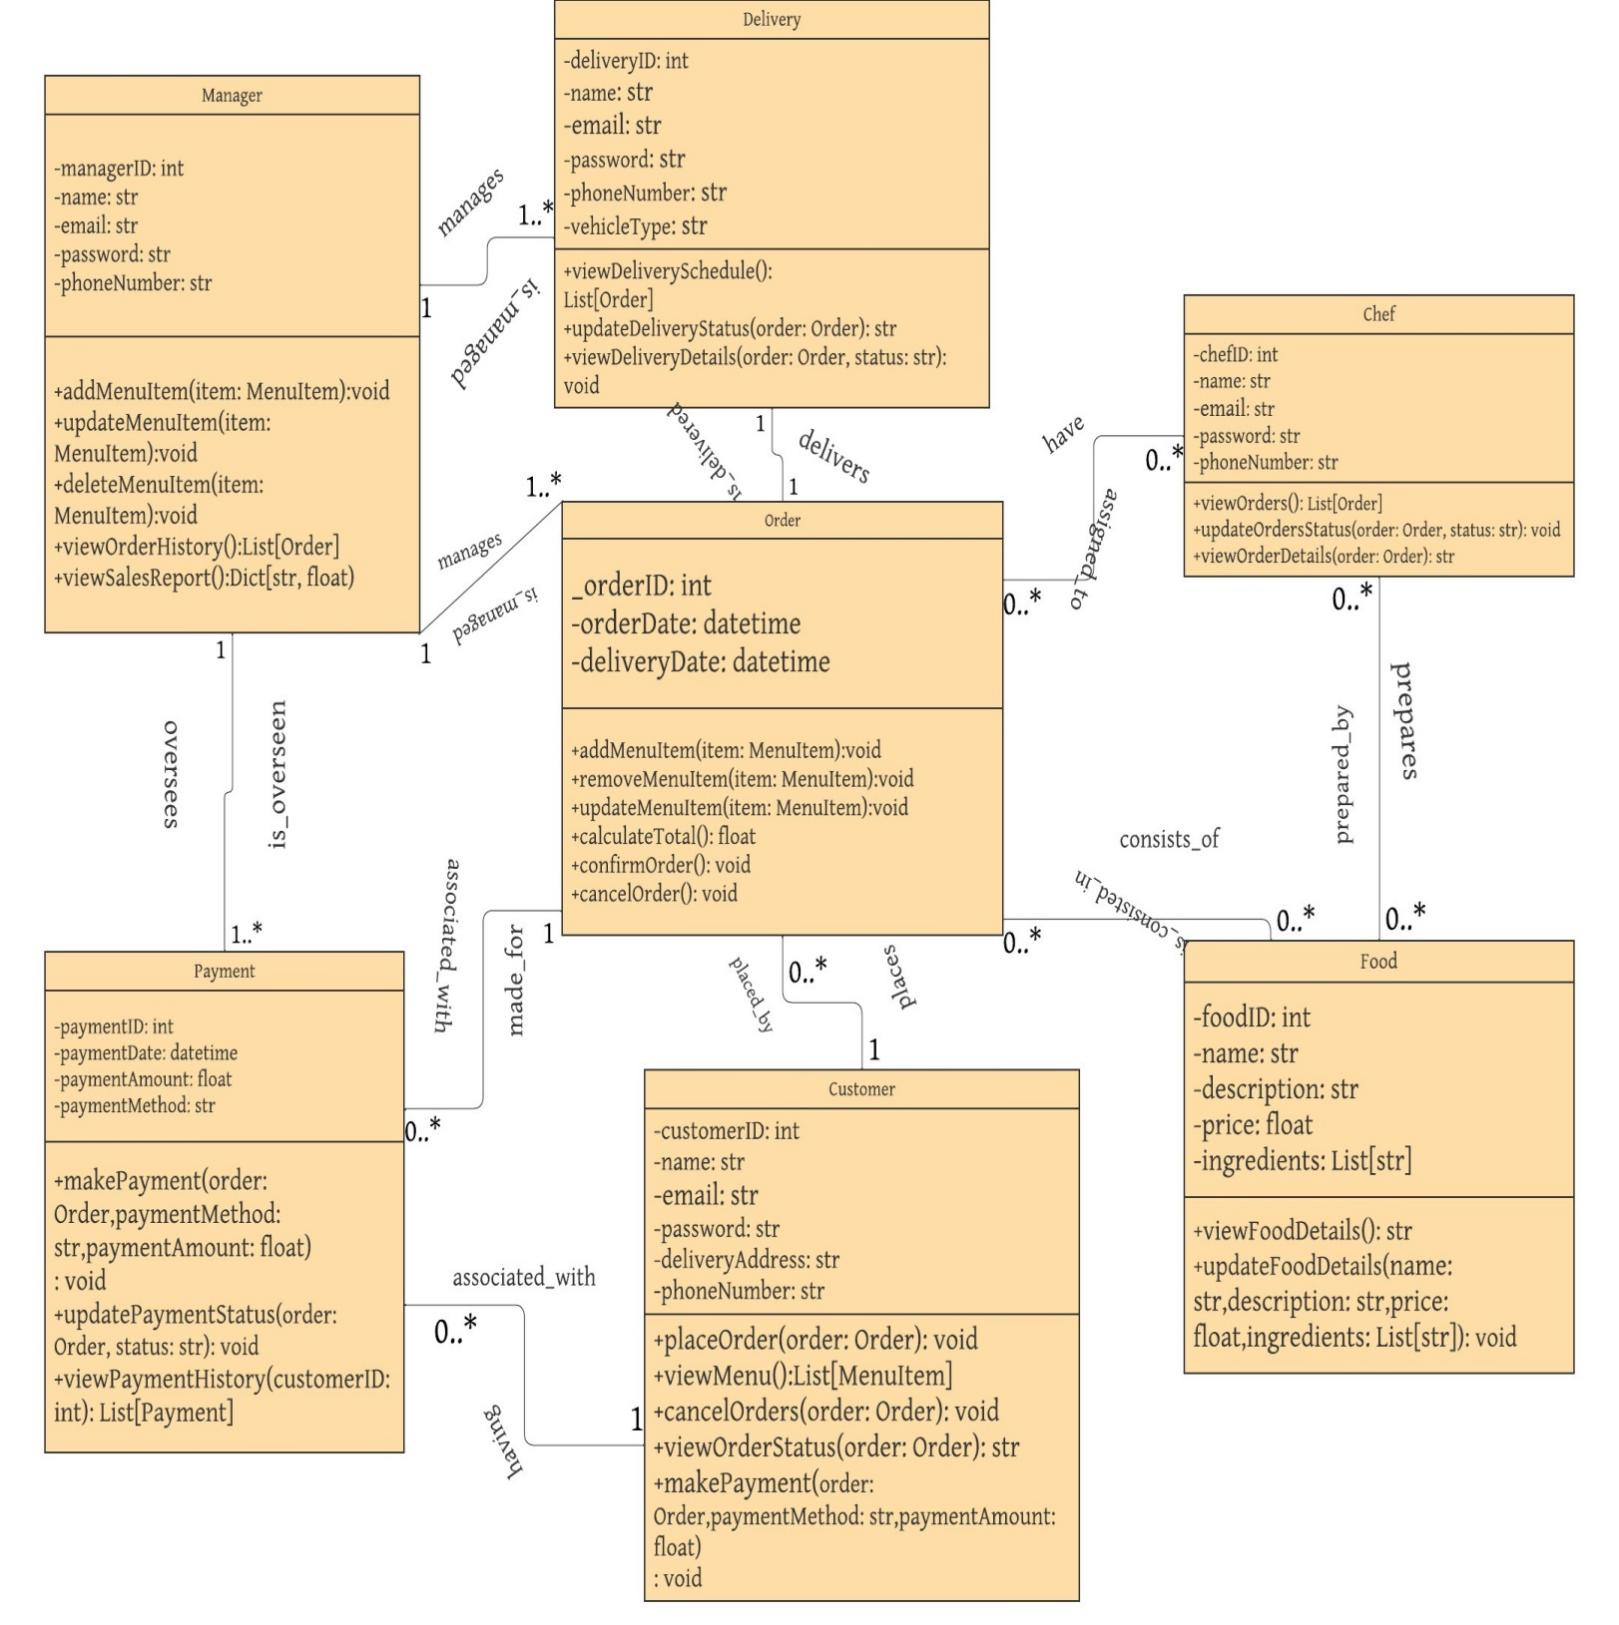 Delivery
-deliveryID: int
-name: str
-email: str
-password: str
-phoneNumber: str
-vehicleType: str
+viewDeliverySchedule():
List[Order]
+updateDeliveryStatus(order: Order): str
+viewDeliveryDetails(order: Order, status: str):
void
Manager
-managerID: int
-name: str
-email: str
-password: str
-phoneNumber: str
+addMenuItem(item: MenuItem):void
+updateMenuItem(item:
MenuItem):void
+deleteMenuItem(item:
MenuItem):void
+viewOrderHistory():List[Order]
+viewSalesReport():Dict[str, float)
manages
1..*
1
is_managed
Chef
-chefID: int
-name: str
-email: str
-password: str
-phoneNumber: str
+viewOrders(): List[Order]
+updateOrdersStatus(order: Order, status: str): void
+viewOrderDetails(order: Order): str
is_delivered
1
delivers
1
have
0..*
assigned_to
0..*
1..*
manages
is_managed
1
Order
_orderID: int
-orderDate: datetime
-deliveryDate: datetime
+addMenuItem(item: MenuItem):void
+removeMenuItem(item: MenuItem):void
+updateMenuItem(item: MenuItem):void
+calculateTotal(): float
+confirmOrder(): void
+cancelOrder(): void
0..*
prepared_by
prepares
0..*
1
oversees
is_overseen
1..*
consists_of
is_consisted_in
0..*
0..*
associated_with
made_for
1
0..*
placed_by
0..*
places
1
Payment
-paymentID: int
-paymentDate: datetime
-paymentAmount: float
-paymentMethod: str
+makePayment(order:
Order,paymentMethod:
str,paymentAmount: float)
: void
+updatePaymentStatus(order:
Order, status: str): void
+viewPaymentHistory(customerID:
int): List[Payment]
Food
-foodID: int
-name: str
-description: str
-price: float
-ingredients: List[str]
+viewFoodDetails(): str
+updateFoodDetails(name:
str,description: str,price:
float,ingredients: List[str]): void
associated_with
0..*
having
1
Customer
-customerID: int
-name: str
-email: str
-password: str
-deliveryAddress: str
-phoneNumber: str
+placeOrder(order: Order): void
+viewMenu():List[MenuItem]
+cancelOrders(order: Order): void
+viewOrderStatus(order: Order): str
+makePayment(order:
Order,paymentMethod: str,paymentAmount:
float)
: void